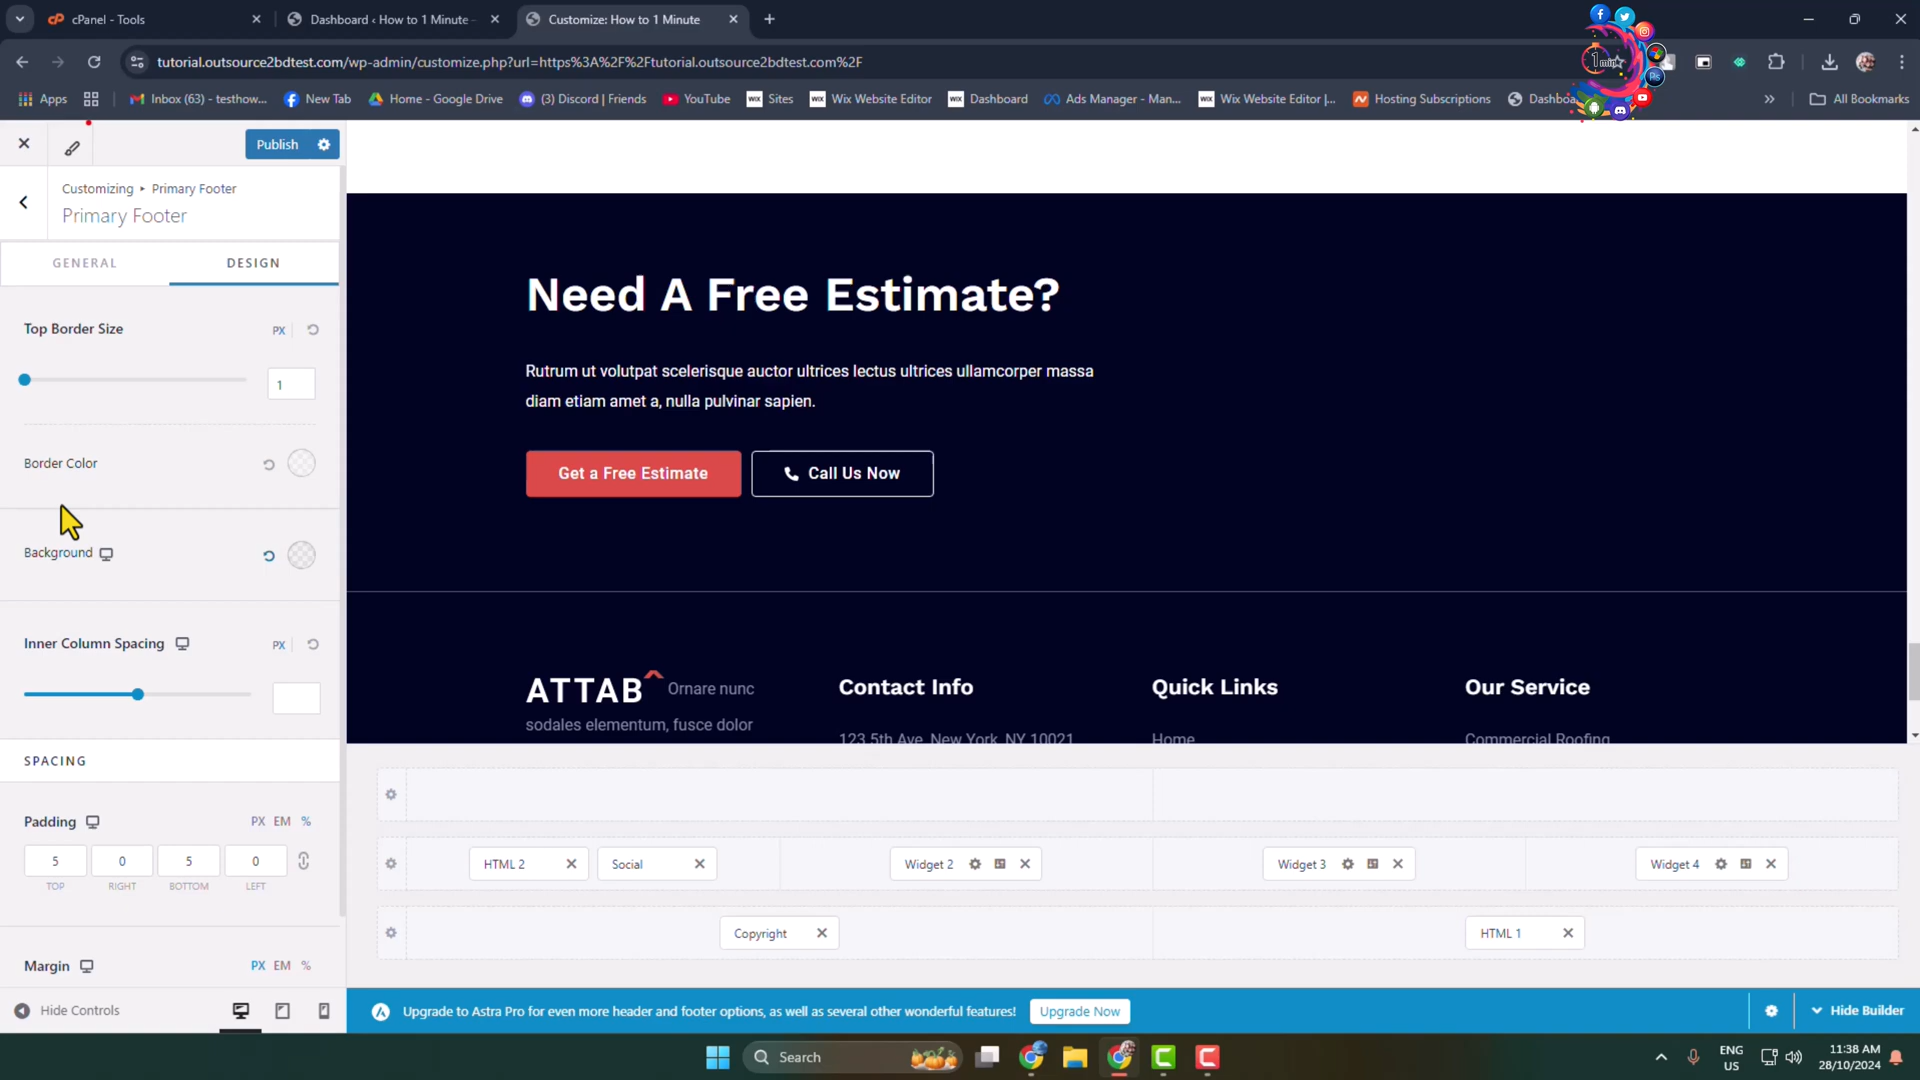 cPanel - Tools
Dashboard ‹ How to 1 Minute
Customize: How to 1 Minute
tutorial.outsource2bdtest.com/wp-admin/customize.php?url=https%3A%2F%2Ftutorial.outsource2bdtest.com%2F
1min
Apps
Inbox (63) - testhow...
New Tab
Home - Google Drive
(3) Discord | Friends
YouTube
Sites
Wix Website Editor
Dashboard
Ads Manager - Man...
Wix Website Editor |...
Hosting Subscriptions
All Bookmarks
Publish
Customizing ▸ Primary Footer
Primary Footer
GENERAL
DESIGN
Top Border Size
PX
1
Border Color
Background
Inner Column Spacing
PX
SPACING
Padding
PX EM %
5 0 5 0
TOP RIGHT BOTTOM LEFT
Margin
PX EM %
Hide Controls
Need A Free Estimate?
Rutrum ut volutpat scelerisque auctor ultrices lectus ultrices ullamcorper massa
diam etiam amet a, nulla pulvinar sapien.
Get a Free Estimate
Call Us Now
ATTAB
Ornare nunc
sodales elementum, fusce dolor
Contact Info
123 5th Ave, New York, NY 10021
Quick Links
Home
Our Service
Commercial Roofing
HTML 2
Social
Widget 2
Widget 3
Widget 4
Copyright
HTML 1
Upgrade to Astra Pro for even more header and footer options, as well as several other wonderful features!
Upgrade Now
Hide Builder
Search
ENG
US
11:38 AM
28/10/2024